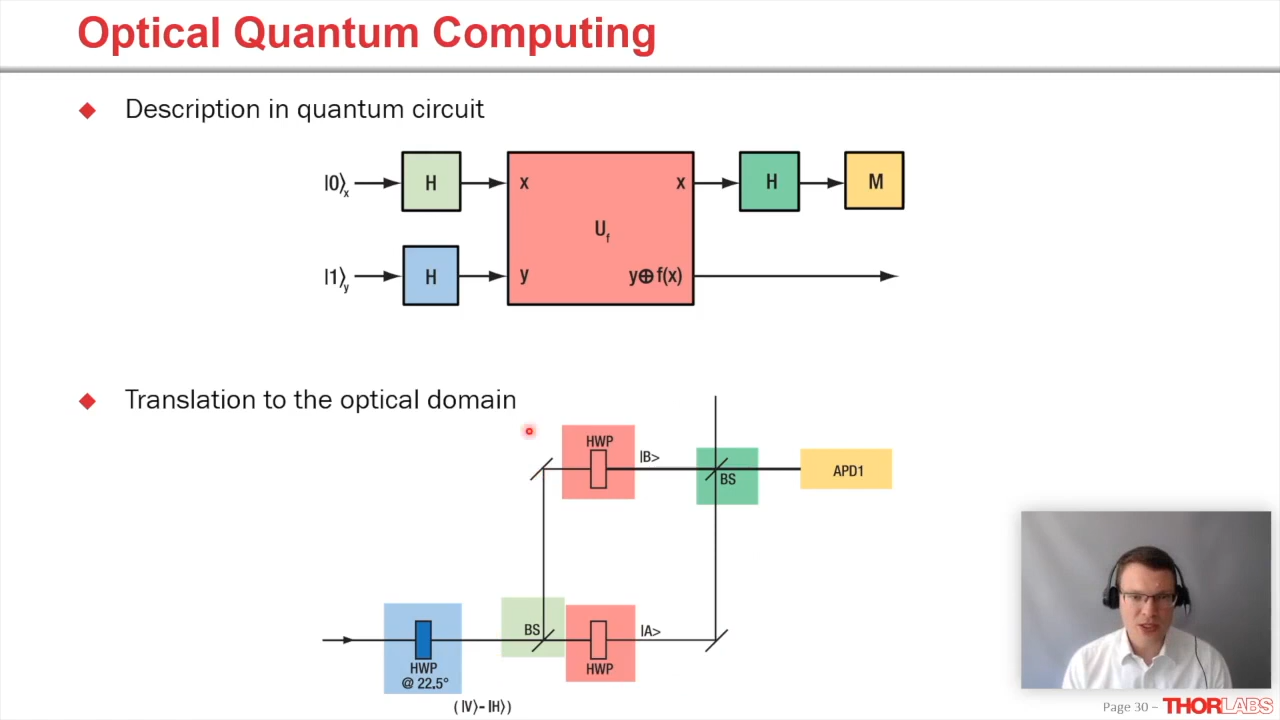 Optical Quantum Computing
Description in quantum circuit
|0⟩x
H
x
x
H
M
Uf
|1⟩y
H
y
y⊕f(x)
Translation to the optical domain
HWP
|B>
BS
APD1
BS
|A>
HWP
HWP
@ 22.5°
(|V⟩-|H⟩)
Page 30 – THORLABS